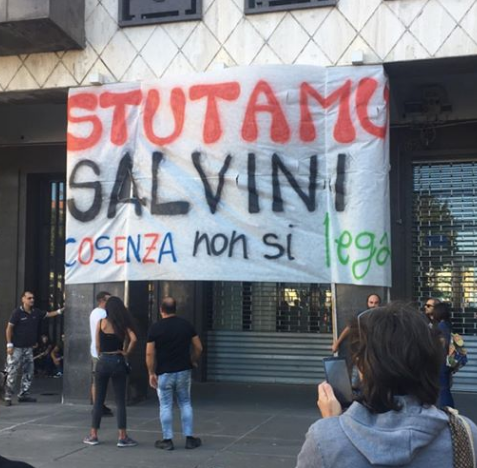 STUTAMU
SALVINI
COSENZA non si lega